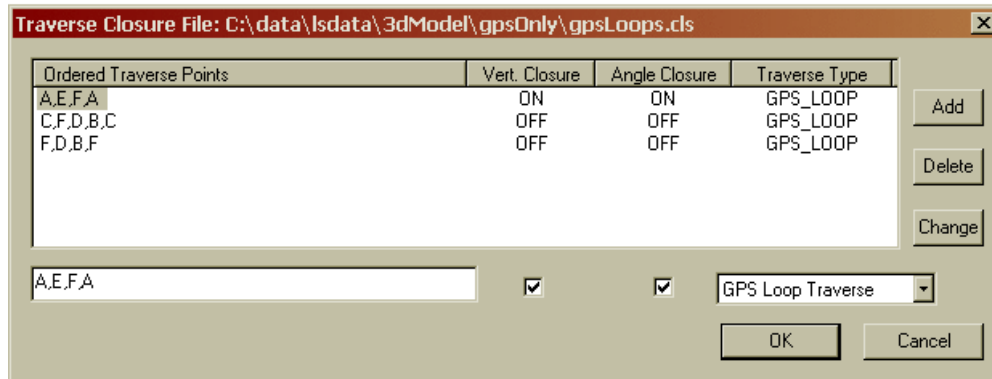 Traverse Closure File: C:\data\lsdata\3dModel\gpsOnly\gpsLoops.cls
Ordered Traverse Points Vert. Closure Angle Closure Traverse Type
A,E,F,A ON ON GPS_LOOP
C,F,D,B,C OFF OFF GPS_LOOP
F,D,B,F OFF OFF GPS_LOOP
Add
Delete
Change
A,E,F,A GPS Loop Traverse
OK Cancel